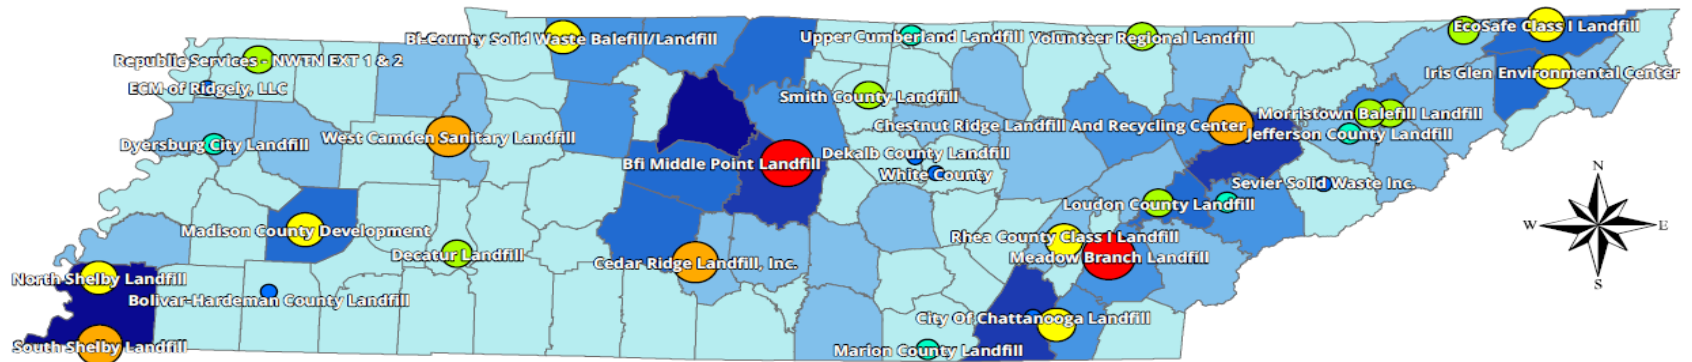 EcoSafe Class I Landfill
Bi-County Solid Waste Balefill/Landfill
Upper Cumberland Landfill
Volunteer Regional Landfill
Republic Services - NWTN EXT 1 & 2
Iris Glen Environmental Center
ECM of Ridgely, LLC
Smith County Landfill
Morristown Balefill Landfill
Chestnut Ridge Landfill And Recycling Center
Jefferson County Landfill
West Camden Sanitary Landfill
Dyersburg City Landfill
Dekalb County Landfill
Bfi Middle Point Landfill
White County
Sevier Solid Waste Inc.
N
Loudon County Landfill
W
E
Madison County Development
Rhea County Class I Landfill
Decatur Landfill
Meadow Branch Landfill
Cedar Ridge Landfill, Inc.
North Shelby Landfill
S
Bolivar-Hardeman County Landfill
City Of Chattanooga Landfill
South Shelby Landfill
Marion County Landfill